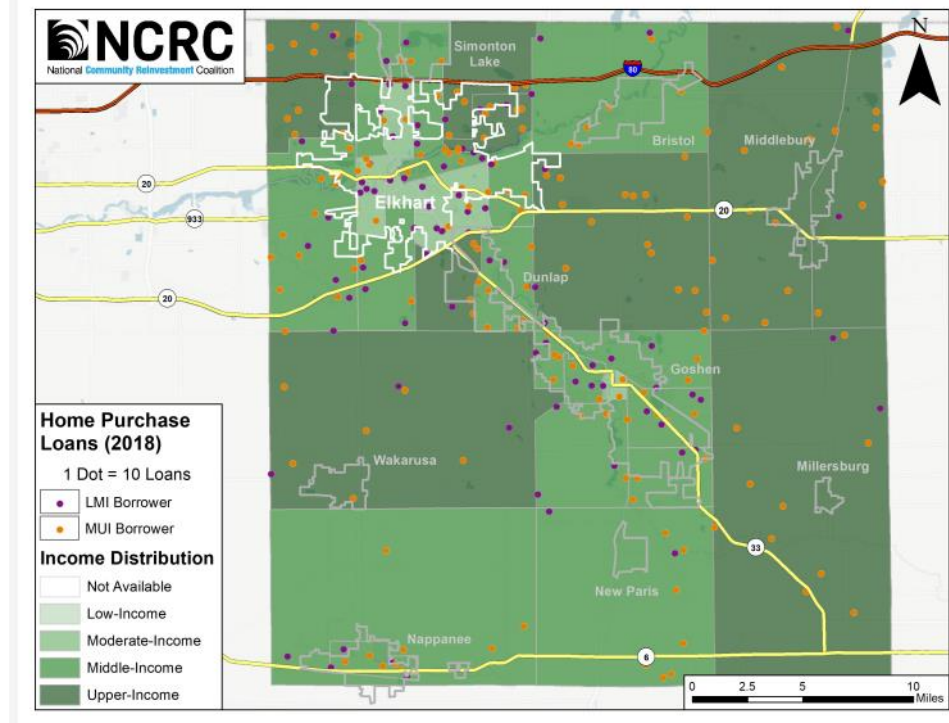 NCRC
National Community Reinvestment Coalition
N
Simonton
Lake
80
Bristol
Middlebury
20
Elkhart
933
20
20
Dunlap
Goshen
Wakarusa
Millersburg
33
New Paris
Nappanee
6
Home Purchase
Loans (2018)
1 Dot = 10 Loans
LMI Borrower
MUI Borrower
Income Distribution
Not Available
Low-Income
Moderate-Income
Middle-Income
Upper-Income
0 2.5 5 10
Miles